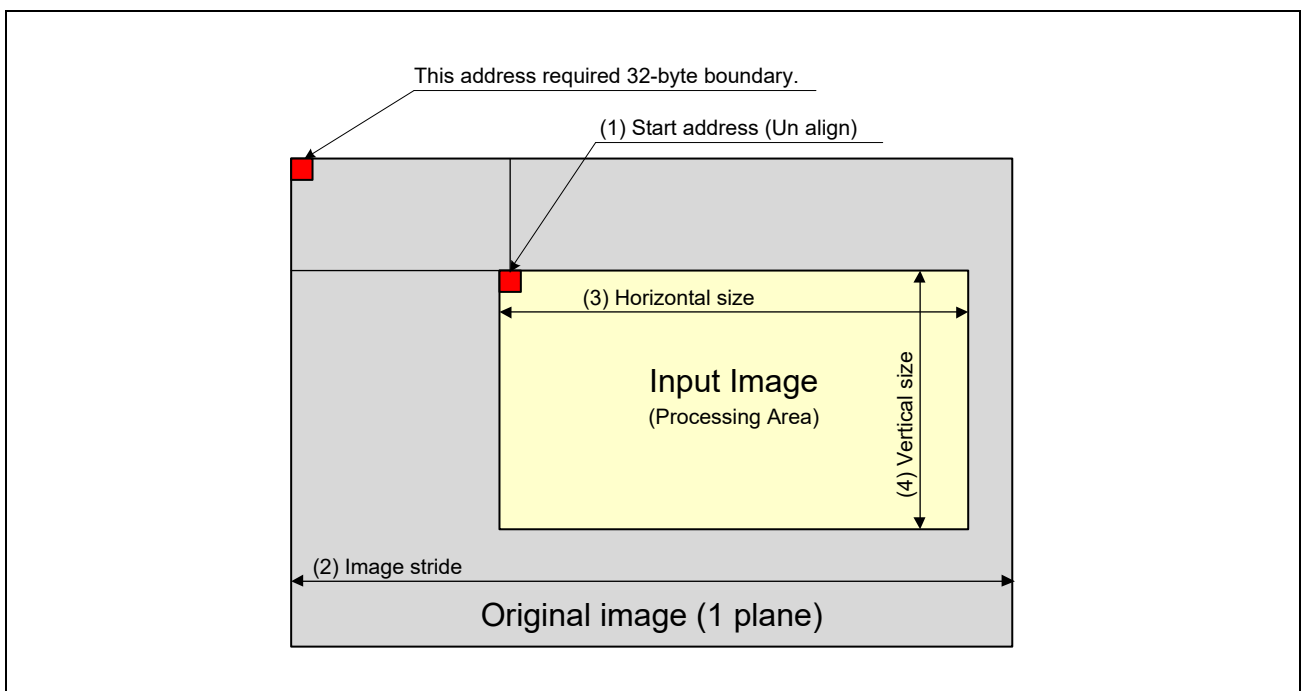 This address required 32-byte boundary.
(1) Start address (Un align)
(3) Horizontal size
Input Image
(Processing Area)
(4) Vertical size
(2) Image stride
Original image (1 plane)